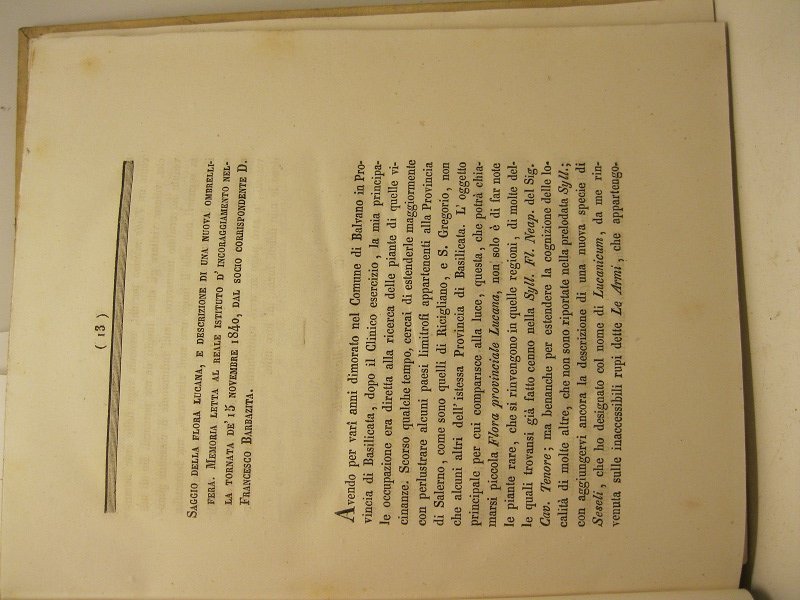 ( 13 )
SAGGIO DELLA FLORA LUCANA, E DESCRIZIONE DI UNA NUOVA OMBRELLI-
FERA. MEMORIA LETTA AL REALE ISTITUTO D' INCORAGGIAMENTO NEL-
LA TORNATA DE' 15 NOVEMBRE 1840, DAL SOCIO CORRISPONDENTE D.
FRANCESCO BARBAZITA.
Avendo per varî anni dimorato nel Comune di Balvano in Pro-
vincia di Basilicata, dopo il Clinico esercizio, la mia principa-
le occupazione era diretta alla ricerca delle piante di quelle vi-
cinanze. Scorso qualche tempo, cercai di estenderle maggiormente
con perlustrare alcuni paesi limitrofi appartenenti alla Provincia
di Salerno, come sono quelli di Ricigliano, e S. Gregorio, non
che alcuni altri dell' istessa Provincia di Basilicata. L' oggetto
principale per cui comparisce alla luce, questa, che potrà chia-
marsi piccola Flora provinciale Lucana, non solo è di far note
le piante rare, che si rinvengono in quelle regioni, di molte del-
le quali trovansi già fatto cenno nella Syll. Fl. Neap. del Sig.
Cav. Tenore; ma benanche per estendere la cognizione delle lo-
calità di molte altre, che non sono riportate nella prelodata Syll.;
con aggiungervi ancora la descrizione di una nuova specie di
Seseli, che ho designato col nome di Lucanicum, da me rin-
venuta sulle inaccessibili rupi dette Le Armi, che appartengo-